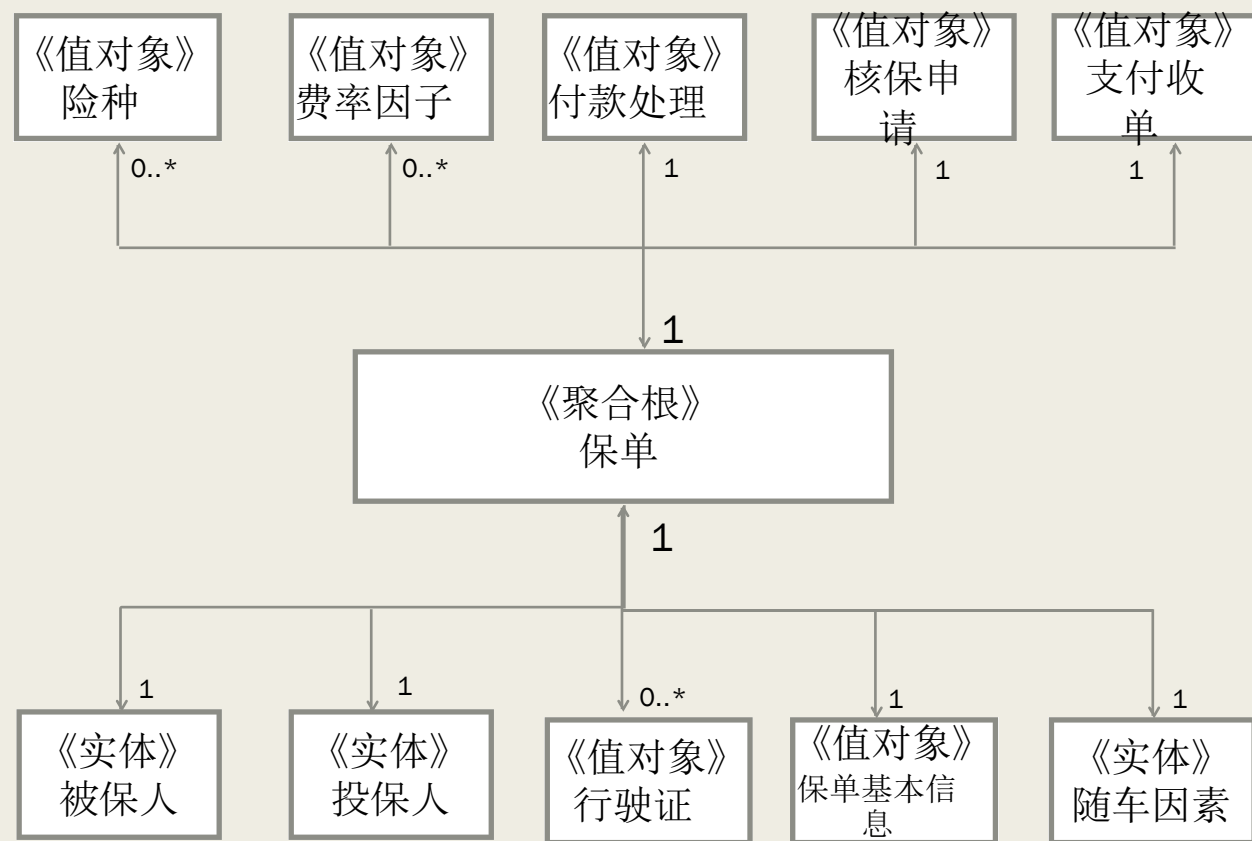 《值对象》
险种
《值对象》
费率因子
《值对象》
付款处理
《值对象》
核保申
请
《值对象》
支付收
单
0..*
0..*
1
1
1
1
《聚合根》
保单
1
1
1
0..*
1
1
《实体》
被保人
《实体》
投保人
《值对象》
行驶证
《值对象》
保单基本信
息
《实体》
随车因素